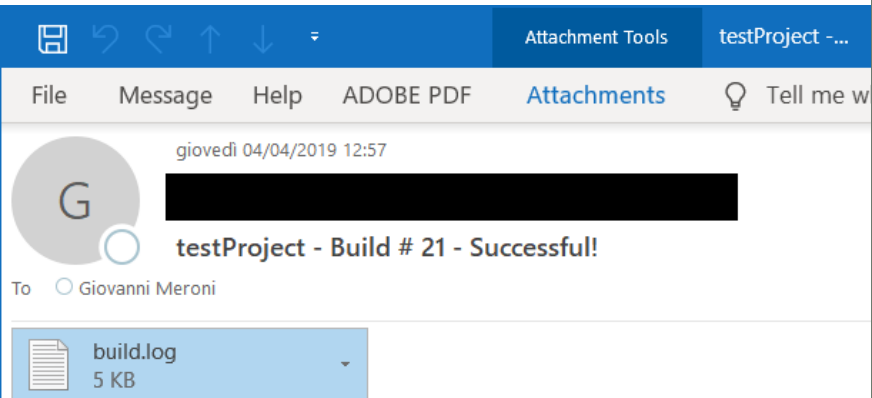 Attachment Tools testProject -...
File Message Help ADOBE PDF Attachments Tell me w
giovedì 04/04/2019 12:57
G
testProject - Build # 21 - Successful!
To Giovanni Meroni
build.log
5 KB